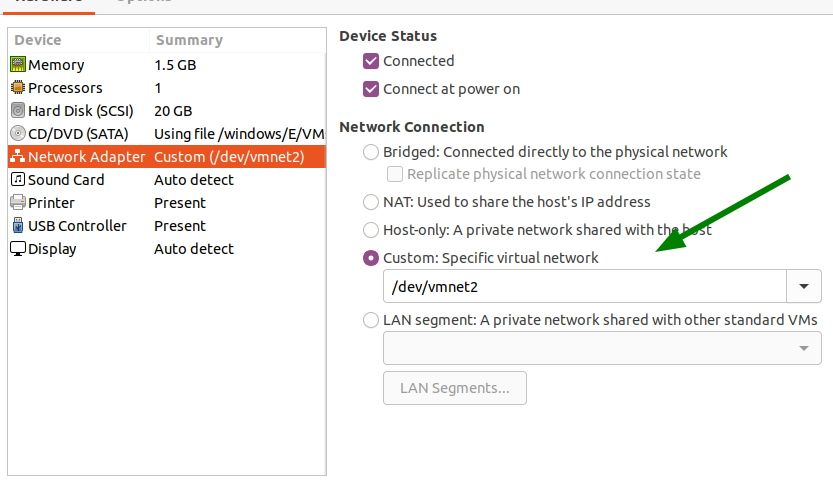 Hardware Options
Device Summary
Memory 1.5 GB
Processors 1
Hard Disk (SCSI) 20 GB
CD/DVD (SATA) Using file /windows/E/VM
Network Adapter Custom (/dev/vmnet2)
Sound Card Auto detect
Printer Present
USB Controller Present
Display Auto detect
Device Status
Connected
Connect at power on
Network Connection
Bridged: Connected directly to the physical network
Replicate physical network connection state
NAT: Used to share the host's IP address
Host-only: A private network shared with the host
Custom: Specific virtual network
/dev/vmnet2
LAN segment: A private network shared with other standard VMs
LAN Segments...